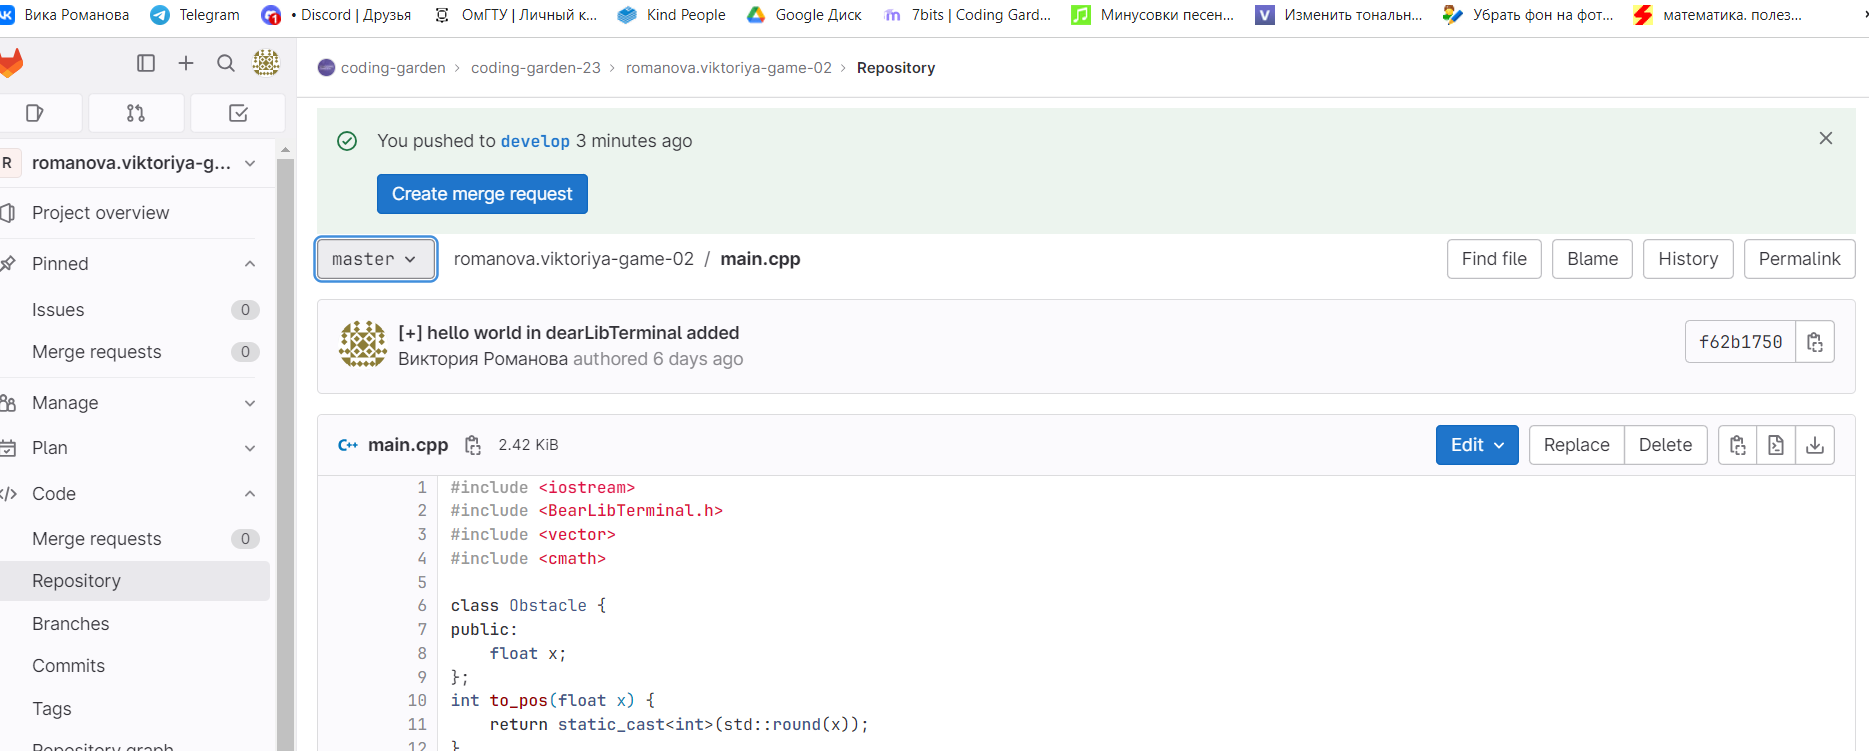 Вика Романова
Telegram
• Discord | Друзья
ОмГТУ | Личный к...
Kind People
Google Диск
7bits | Coding Gard...
Минусовки песен...
Изменить тональн...
Убрать фон на фот...
математика. полез...
coding-garden › coding-garden-23 › romanova.viktoriya-game-02 › Repository
You pushed to develop 3 minutes ago
Create merge request
R romanova.viktoriya-g...
Project overview
Pinned
Issues 0
Merge requests 0
Manage
Plan
Code
Merge requests 0
Repository
Branches
Commits
Tags
Repository graph
master
romanova.viktoriya-game-02 / main.cpp
Find file
Blame
History
Permalink
[+] hello world in dearLibTerminal added
Виктория Романова authored 6 days ago
f62b1750
C++ main.cpp 2.42 KiB
Edit
Replace
Delete
1 #include <iostream>
2 #include <BearLibTerminal.h>
3 #include <vector>
4 #include <cmath>
5
6 class Obstacle {
7 public:
8 float x;
9 };
10 int to_pos(float x) {
11 return static_cast<int>(std::round(x));
12 }